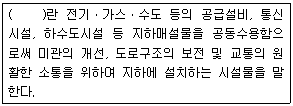 (    )란 전기·가스·수도 등의 공급설비, 통신
시설, 하수도시설 등 지하매설물을 공동수용함으
로써 미관의 개선, 도로구조의 보전 및 교통의 원
활한 소통을 위하여 지하에 설치하는 시설물을 말
한다.